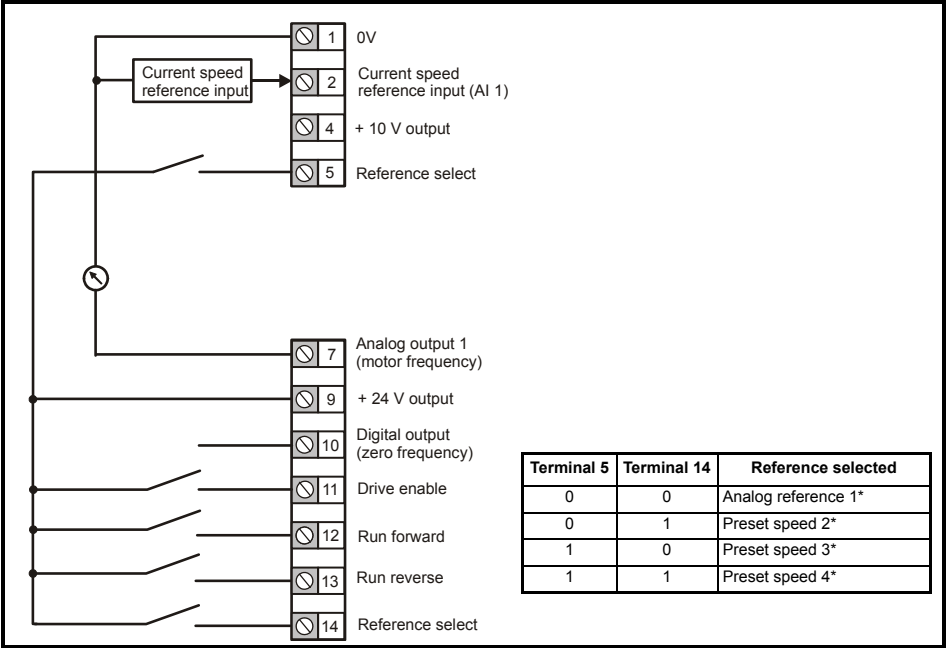 1 0V
Current speed
reference input
2 Current speed
reference input (AI 1)
4 + 10 V output
5 Reference select
7 Analog output 1
(motor frequency)
9 + 24 V output
10 Digital output
(zero frequency)
11 Drive enable
12 Run forward
13 Run reverse
14 Reference select
Terminal 5 Terminal 14 Reference selected
0 0 Analog reference 1*
0 1 Preset speed 2*
1 0 Preset speed 3*
1 1 Preset speed 4*